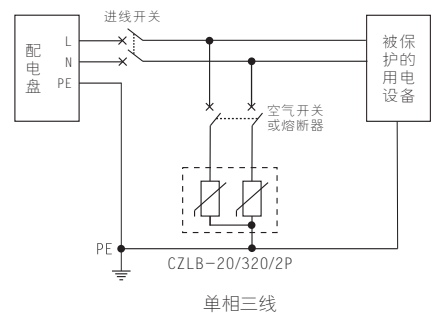 进线开关
配电盘
L
N
PE
被保护的用电设备
空气开关
或熔断器
PE
CZLB-20/320/2P
单相三线